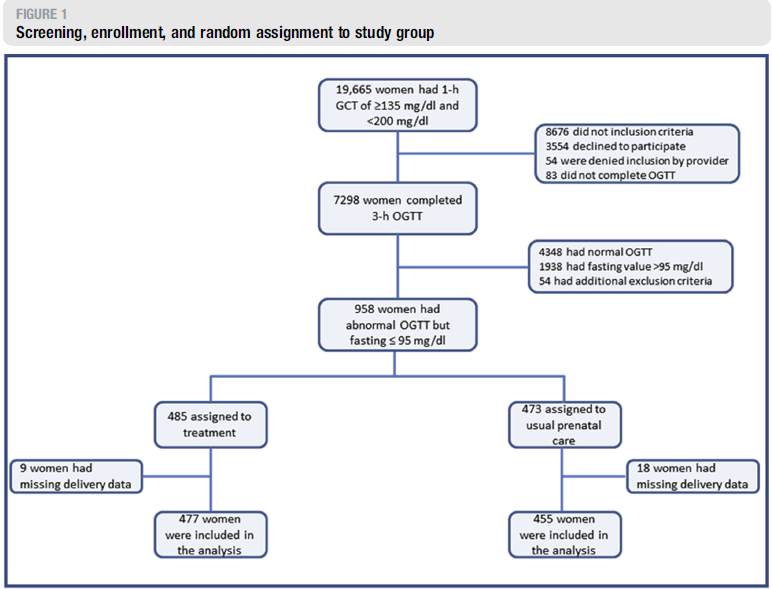 FIGURE 1
Screening, enrollment, and random assignment to study group
19,665 women had 1-h
GCT of ≥135 mg/dl and
<200 mg/dl
8676 did not inclusion criteria
3554 declined to participate
54 were denied inclusion by provider
83 did not complete OGTT
7298 women completed
3-h OGTT
4348 had normal OGTT
1938 had fasting value >95 mg/dl
54 had additional exclusion criteria
958 women had
abnormal OGTT but
fasting ≤ 95 mg/dl
485 assigned to
treatment
473 assigned to
usual prenatal
care
9 women had
missing delivery data
18 women had
missing delivery data
477 women
were included in
the analysis
455 women
were included in
the analysis